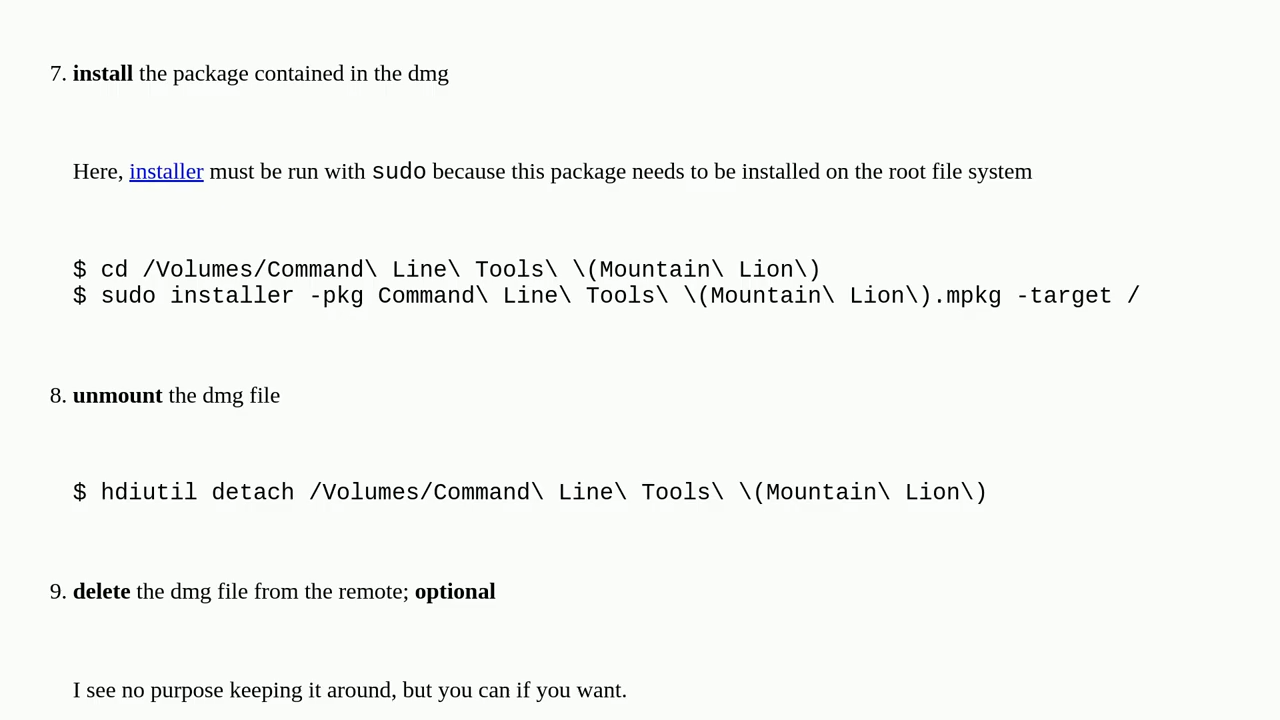 7. install the package contained in the dmg
Here, installer must be run with sudo because this package needs to be installed on the root file system
$ cd /Volumes/Command\ Line\ Tools\ \(Mountain\ Lion\)
$ sudo installer -pkg Command\ Line\ Tools\ \(Mountain\ Lion\).mpkg -target /
8. unmount the dmg file
$ hdiutil detach /Volumes/Command\ Line\ Tools\ \(Mountain\ Lion\)
9. delete the dmg file from the remote; optional
I see no purpose keeping it around, but you can if you want.